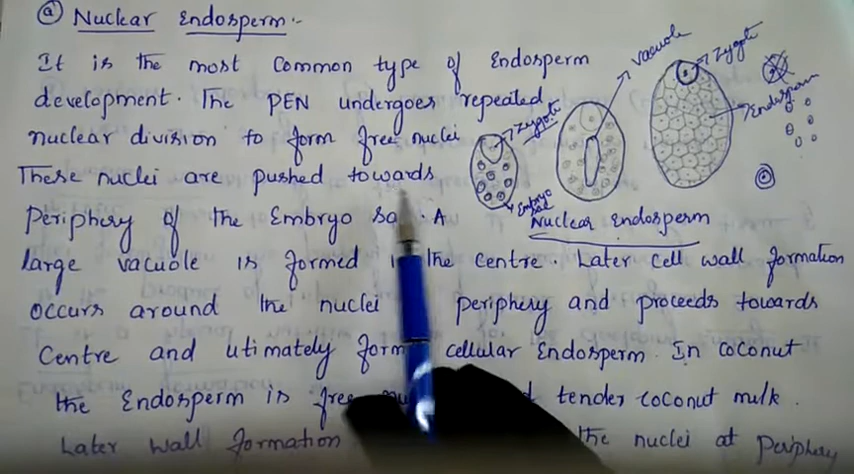 (a) Nuclear Endosperm :-
It is the most common type of Endosperm
development. The PEN undergoes repeated
nuclear division to form free nuclei
These nuclei are pushed towards
Periphery of the Embryo sa . A
large vacuole is formed the centre. Later cell wall formation
occurs around the nuclei periphery and proceeds towards
Centre and utimately form cellular Endosperm. In coconut
the Endosperm is free tender coconut milk.
Later wall formation the nuclei at periphery
Zygote
Embryo sac
Vacuole
Zygote
Endosperm
Nuclear Endosperm